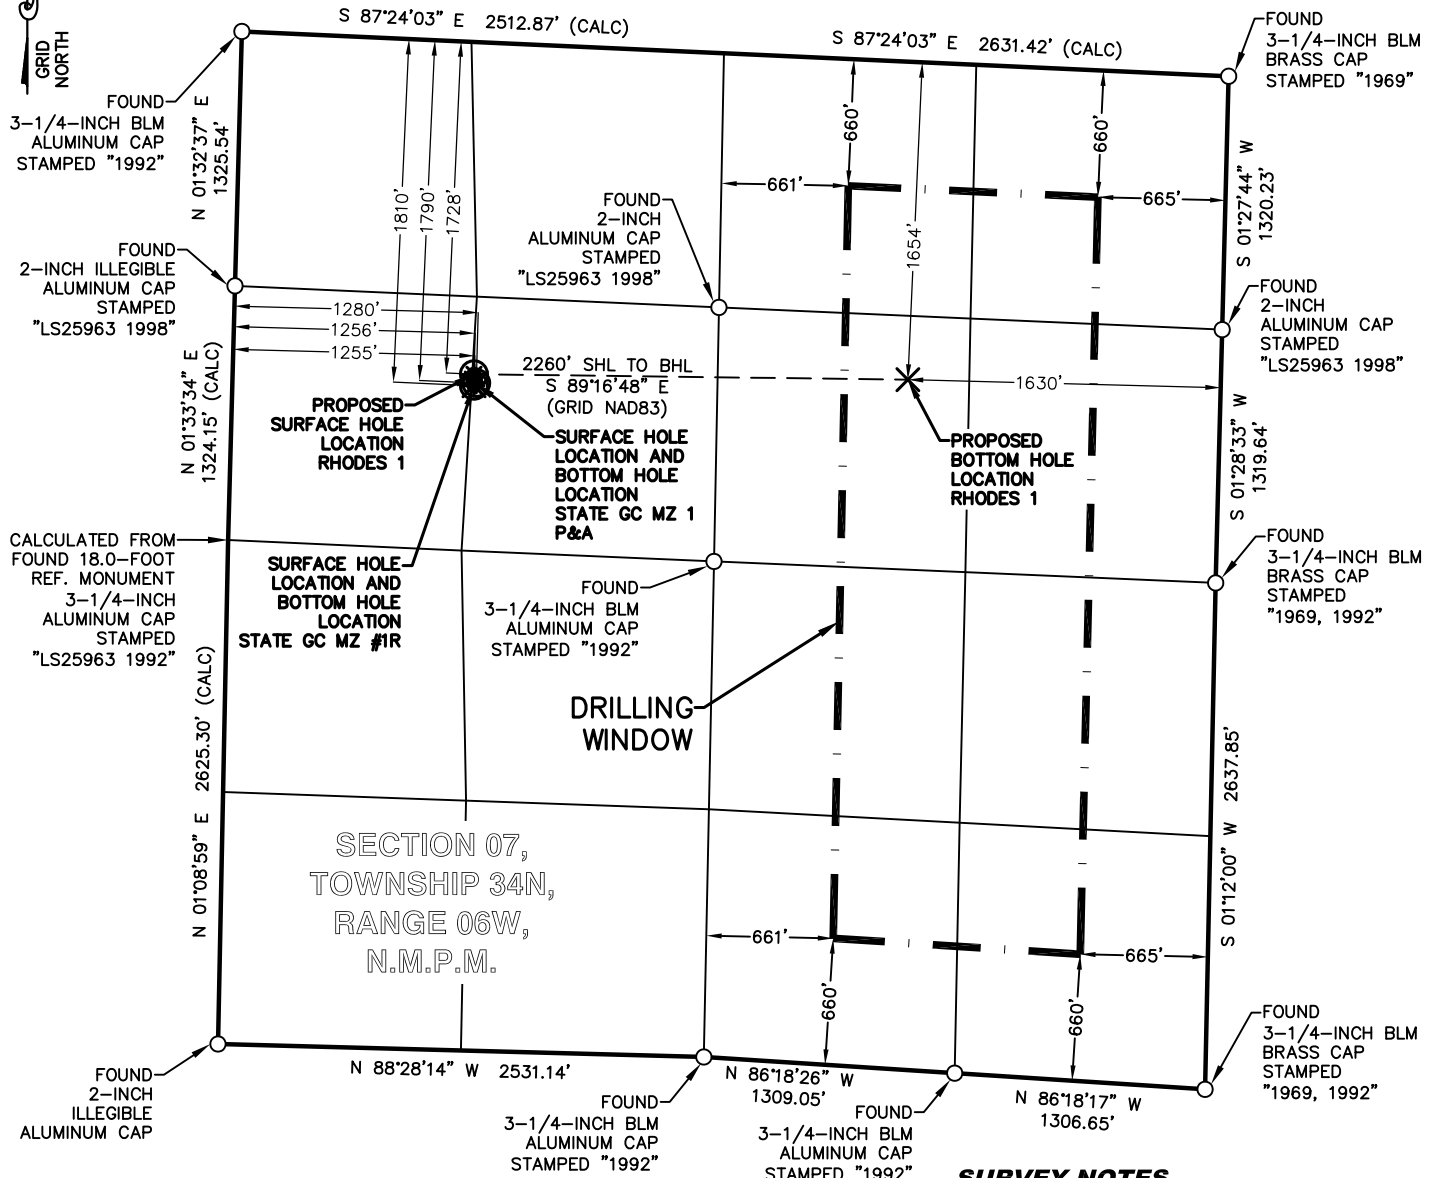 GRID
NORTH
S 87°24'03" E 2512.87' (CALC)
S 87°24'03" E 2631.42' (CALC)
FOUND
3-1/4-INCH BLM
BRASS CAP
STAMPED "1969"
FOUND
3-1/4-INCH BLM
ALUMINUM CAP
STAMPED "1992"
N 01°32'37" E
1325.54'
1810'
1790'
1728'
660'
660'
1654'
661'
665'
S 01°27'44" W
1320.23'
FOUND
2-INCH
ALUMINUM CAP
STAMPED
"LS25963 1998"
FOUND
2-INCH ILLEGIBLE
ALUMINUM CAP
STAMPED
"LS25963 1998"
FOUND
2-INCH
ALUMINUM CAP
STAMPED
"LS25963 1998"
1280'
1256'
1255'
N 01°33'34" E
1324.15' (CALC)
2260' SHL TO BHL
S 89°16'48" E
(GRID NAD83)
1630'
S 01°28'33" W
1319.64'
PROPOSED
SURFACE HOLE
LOCATION
RHODES 1
SURFACE HOLE
LOCATION AND
BOTTOM HOLE
LOCATION
STATE GC MZ 1
P&A
PROPOSED
BOTTOM HOLE
LOCATION
RHODES 1
CALCULATED FROM
FOUND 18.0-FOOT
REF. MONUMENT
3-1/4-INCH
ALUMINUM CAP
STAMPED
"LS25963 1992"
SURFACE HOLE
LOCATION AND
BOTTOM HOLE
LOCATION
STATE GC MZ #1R
FOUND
3-1/4-INCH BLM
ALUMINUM CAP
STAMPED "1992"
FOUND
3-1/4-INCH BLM
BRASS CAP
STAMPED
"1969, 1992"
DRILLING
WINDOW
N 01°08'59" E 2625.30' (CALC)
S 01°12'00" W 2637.85'
SECTION 07,
TOWNSHIP 34N,
RANGE 06W,
N.M.P.M.
661'
665'
660'
660'
FOUND
2-INCH
ILLEGIBLE
ALUMINUM CAP
N 88°28'14" W 2531.14'
N 86°18'26" W
1309.05'
N 86°18'17" W
1306.65'
FOUND
3-1/4-INCH BLM
BRASS CAP
STAMPED
"1969, 1992"
FOUND
3-1/4-INCH BLM
ALUMINUM CAP
STAMPED "1992"
FOUND
3-1/4-INCH BLM
ALUMINUM CAP
STAMPED "1992"
SURVEY NOTES